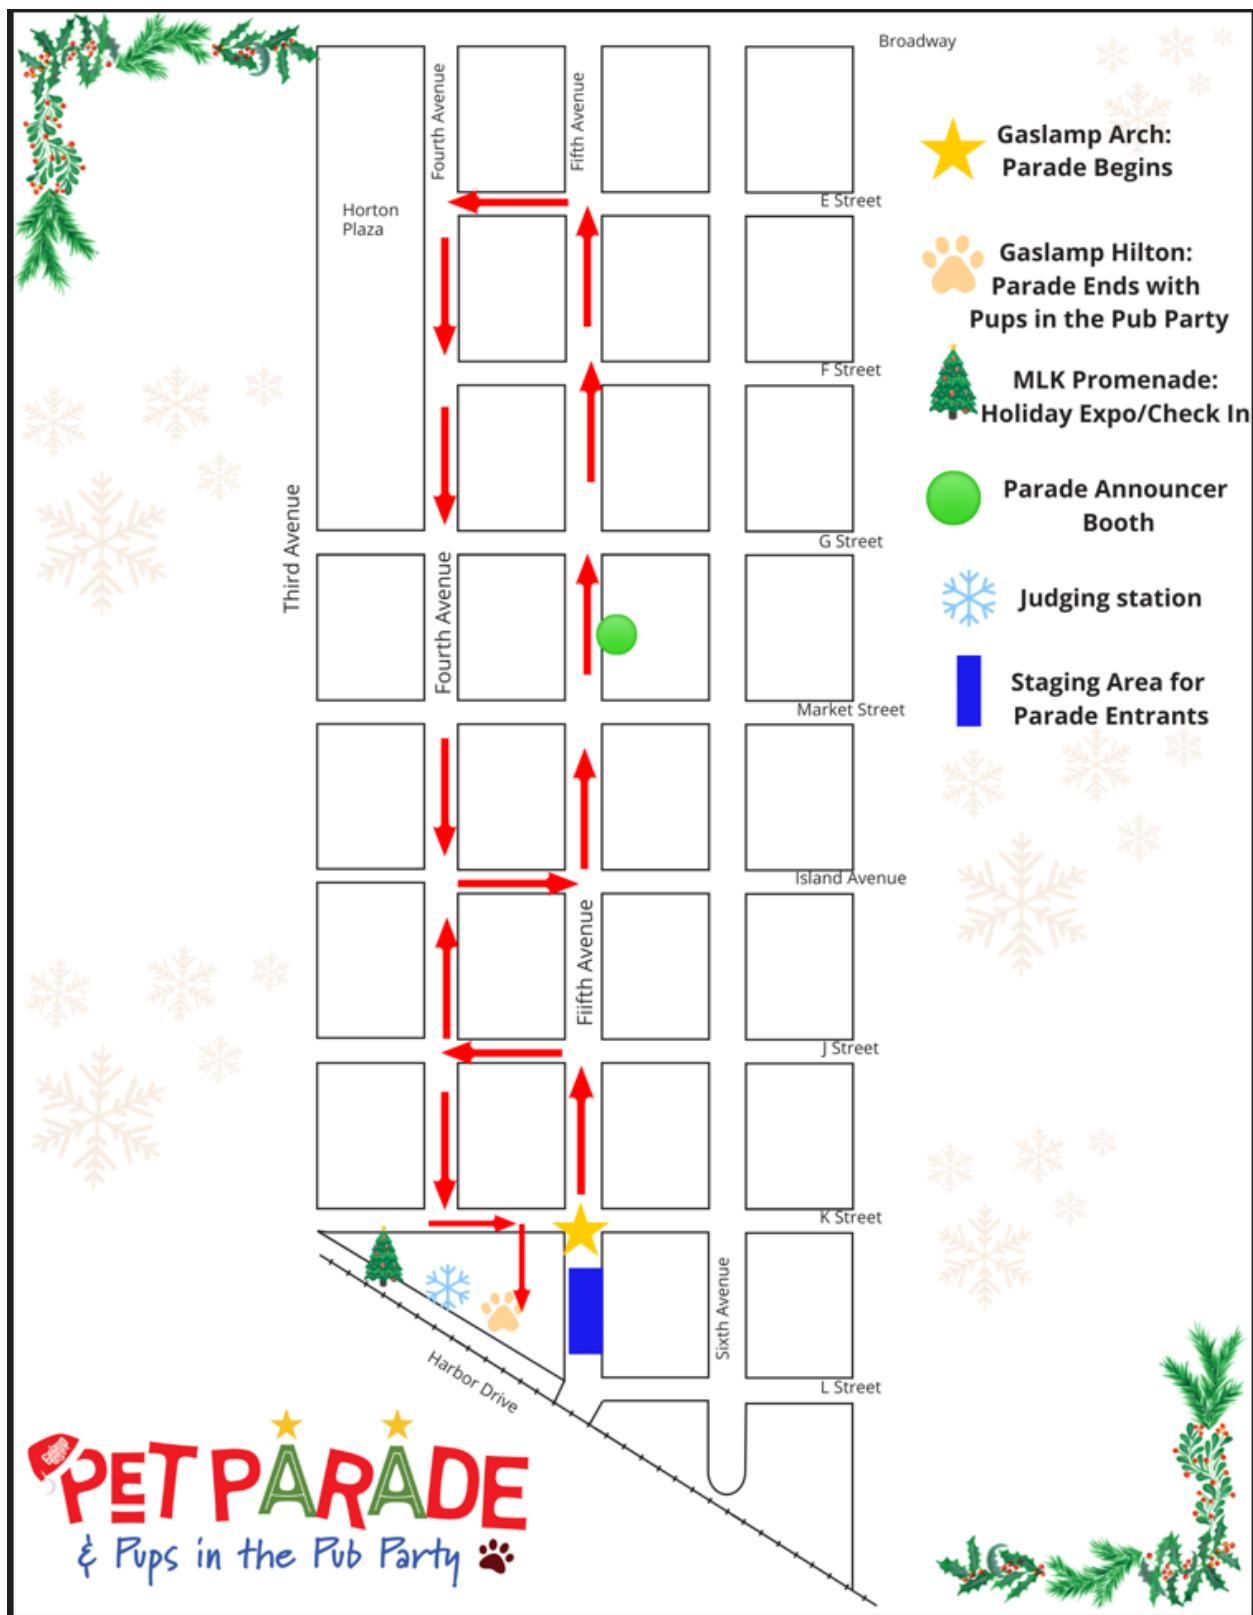 Broadway
Fourth Avenue
Fifth Avenue
Gaslamp Arch:
Parade Begins
E Street
Horton
Plaza
Gaslamp Hilton:
Parade Ends with
Pups in the Pub Party
F Street
MLK Promenade:
Holiday Expo/Check In
Third Avenue
Parade Announcer
Booth
G Street
Fourth Avenue
Judging station
Staging Area for
Parade Entrants
Market Street
Island Avenue
Fiifth Avenue
J Street
K Street
Sixth Avenue
Harbor Drive
L Street
PET PARADE
& Pups in the Pub Party